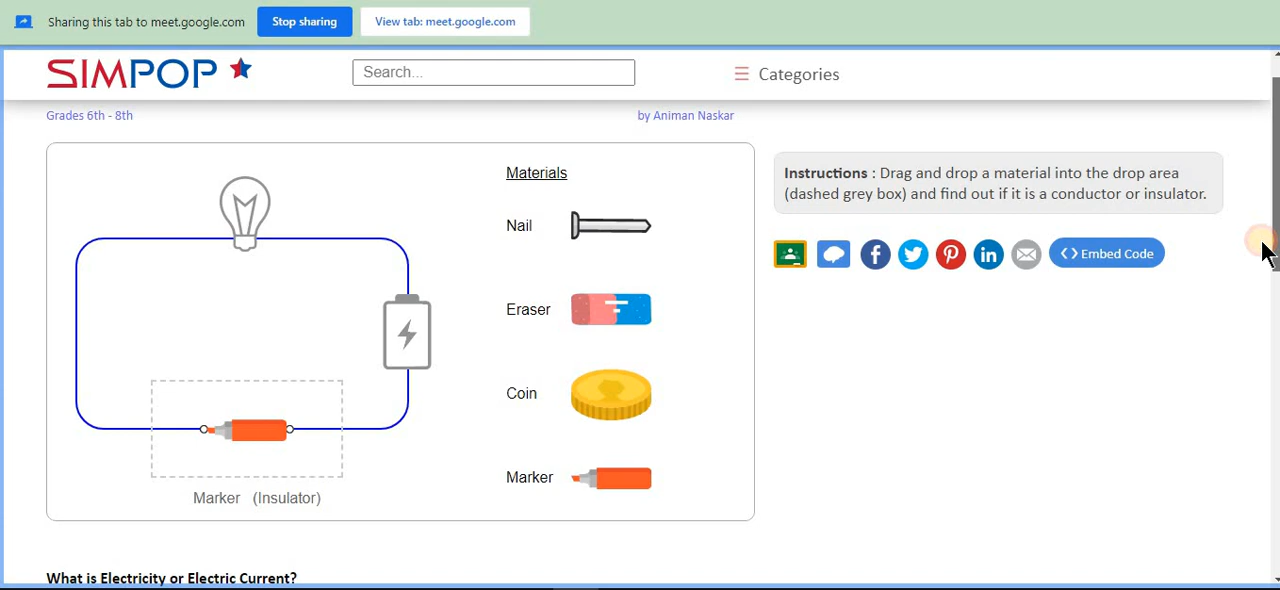 Sharing this tab to meet.google.com Stop sharing View tab: meet.google.com
SIMPOP Search... Categories
Grades 6th - 8th by Animan Naskar
Materials
Nail
Eraser
Coin
Marker
Marker (Insulator)
Instructions : Drag and drop a material into the drop area
(dashed grey box) and find out if it is a conductor or insulator.
Embed Code
What is Electricity or Electric Current?